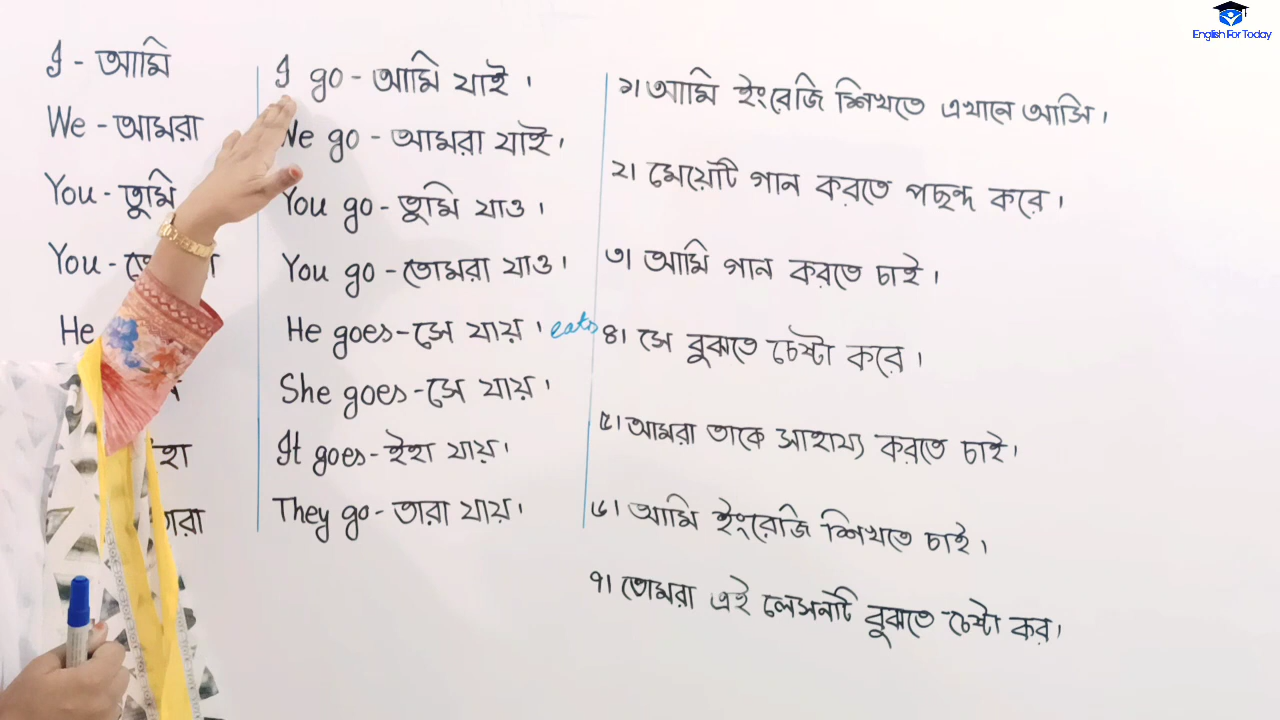 English For Today
I - আমি
We - আমরা
You - তুমি
You -
He
হা
রা
I go - আমি যাই।
We go - আমরা যাই।
You go - তুমি যাও।
You go - তোমরা যাও।
He goes - সে যায়। eats
She goes - সে যায়।
It goes - ইহা যায়।
They go - তারা যায়।
১। আমি ইংরেজি শিখতে এখানে আসি।
২। মেয়েটি গান করতে পছন্দ করে।
৩। আমি গান করতে চাই।
৪। সে বুঝতে চেষ্টা করে।
৫। আমরা তাকে সাহায্য করতে চাই।
৬। আমি ইংরেজি শিখতে চাই।
৭। তোমরা এই লেসনটি বুঝতে চেষ্টা কর।